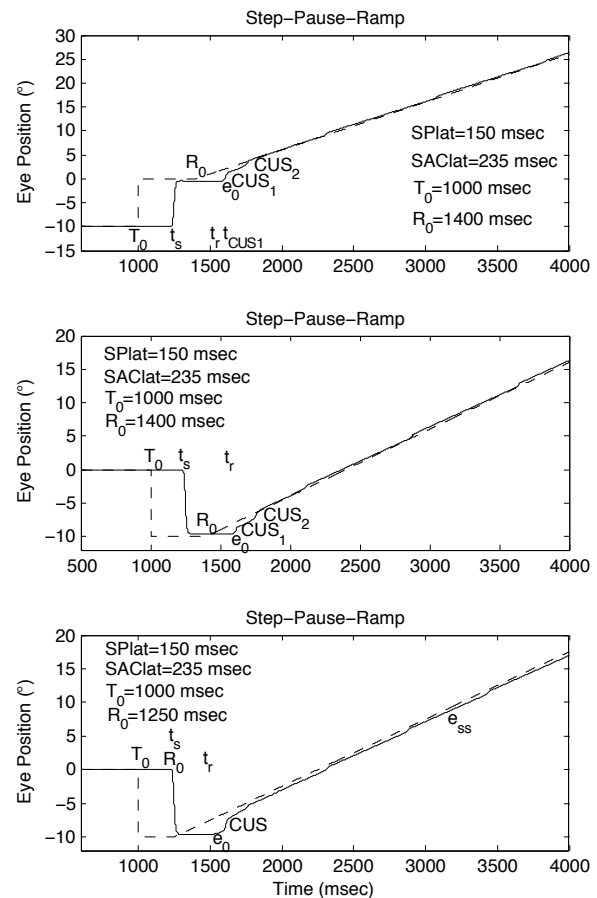 Step−Pause−Ramp
30
25
20
15
10
5
0
−5
−10
−15
Eye Position (°)
R0
CUS2
e0CUS1
T0 ts tr tCUS1
SPlat=150 msec
SAClat=235 msec
T0=1000 msec
R0=1400 msec
1000 1500 2000 2500 3000 3500 4000
Step−Pause−Ramp
20
15
10
5
0
−5
−10
Eye Position (°)
SPlat=150 msec
SAClat=235 msec
T0=1000 msec
R0=1400 msec
T0 ts tr
R0
CUS2
CUS1
e0
500 1000 1500 2000 2500 3000 3500 4000
Step−Pause−Ramp
20
15
10
5
0
−5
−10
Eye Position (°)
SPlat=150 msec
SAClat=235 msec
T0=1000 msec
R0=1250 msec
ts
T0 R0 tr
CUS
e0
ess
1000 1500 2000 2500 3000 3500 4000
Time (msec)